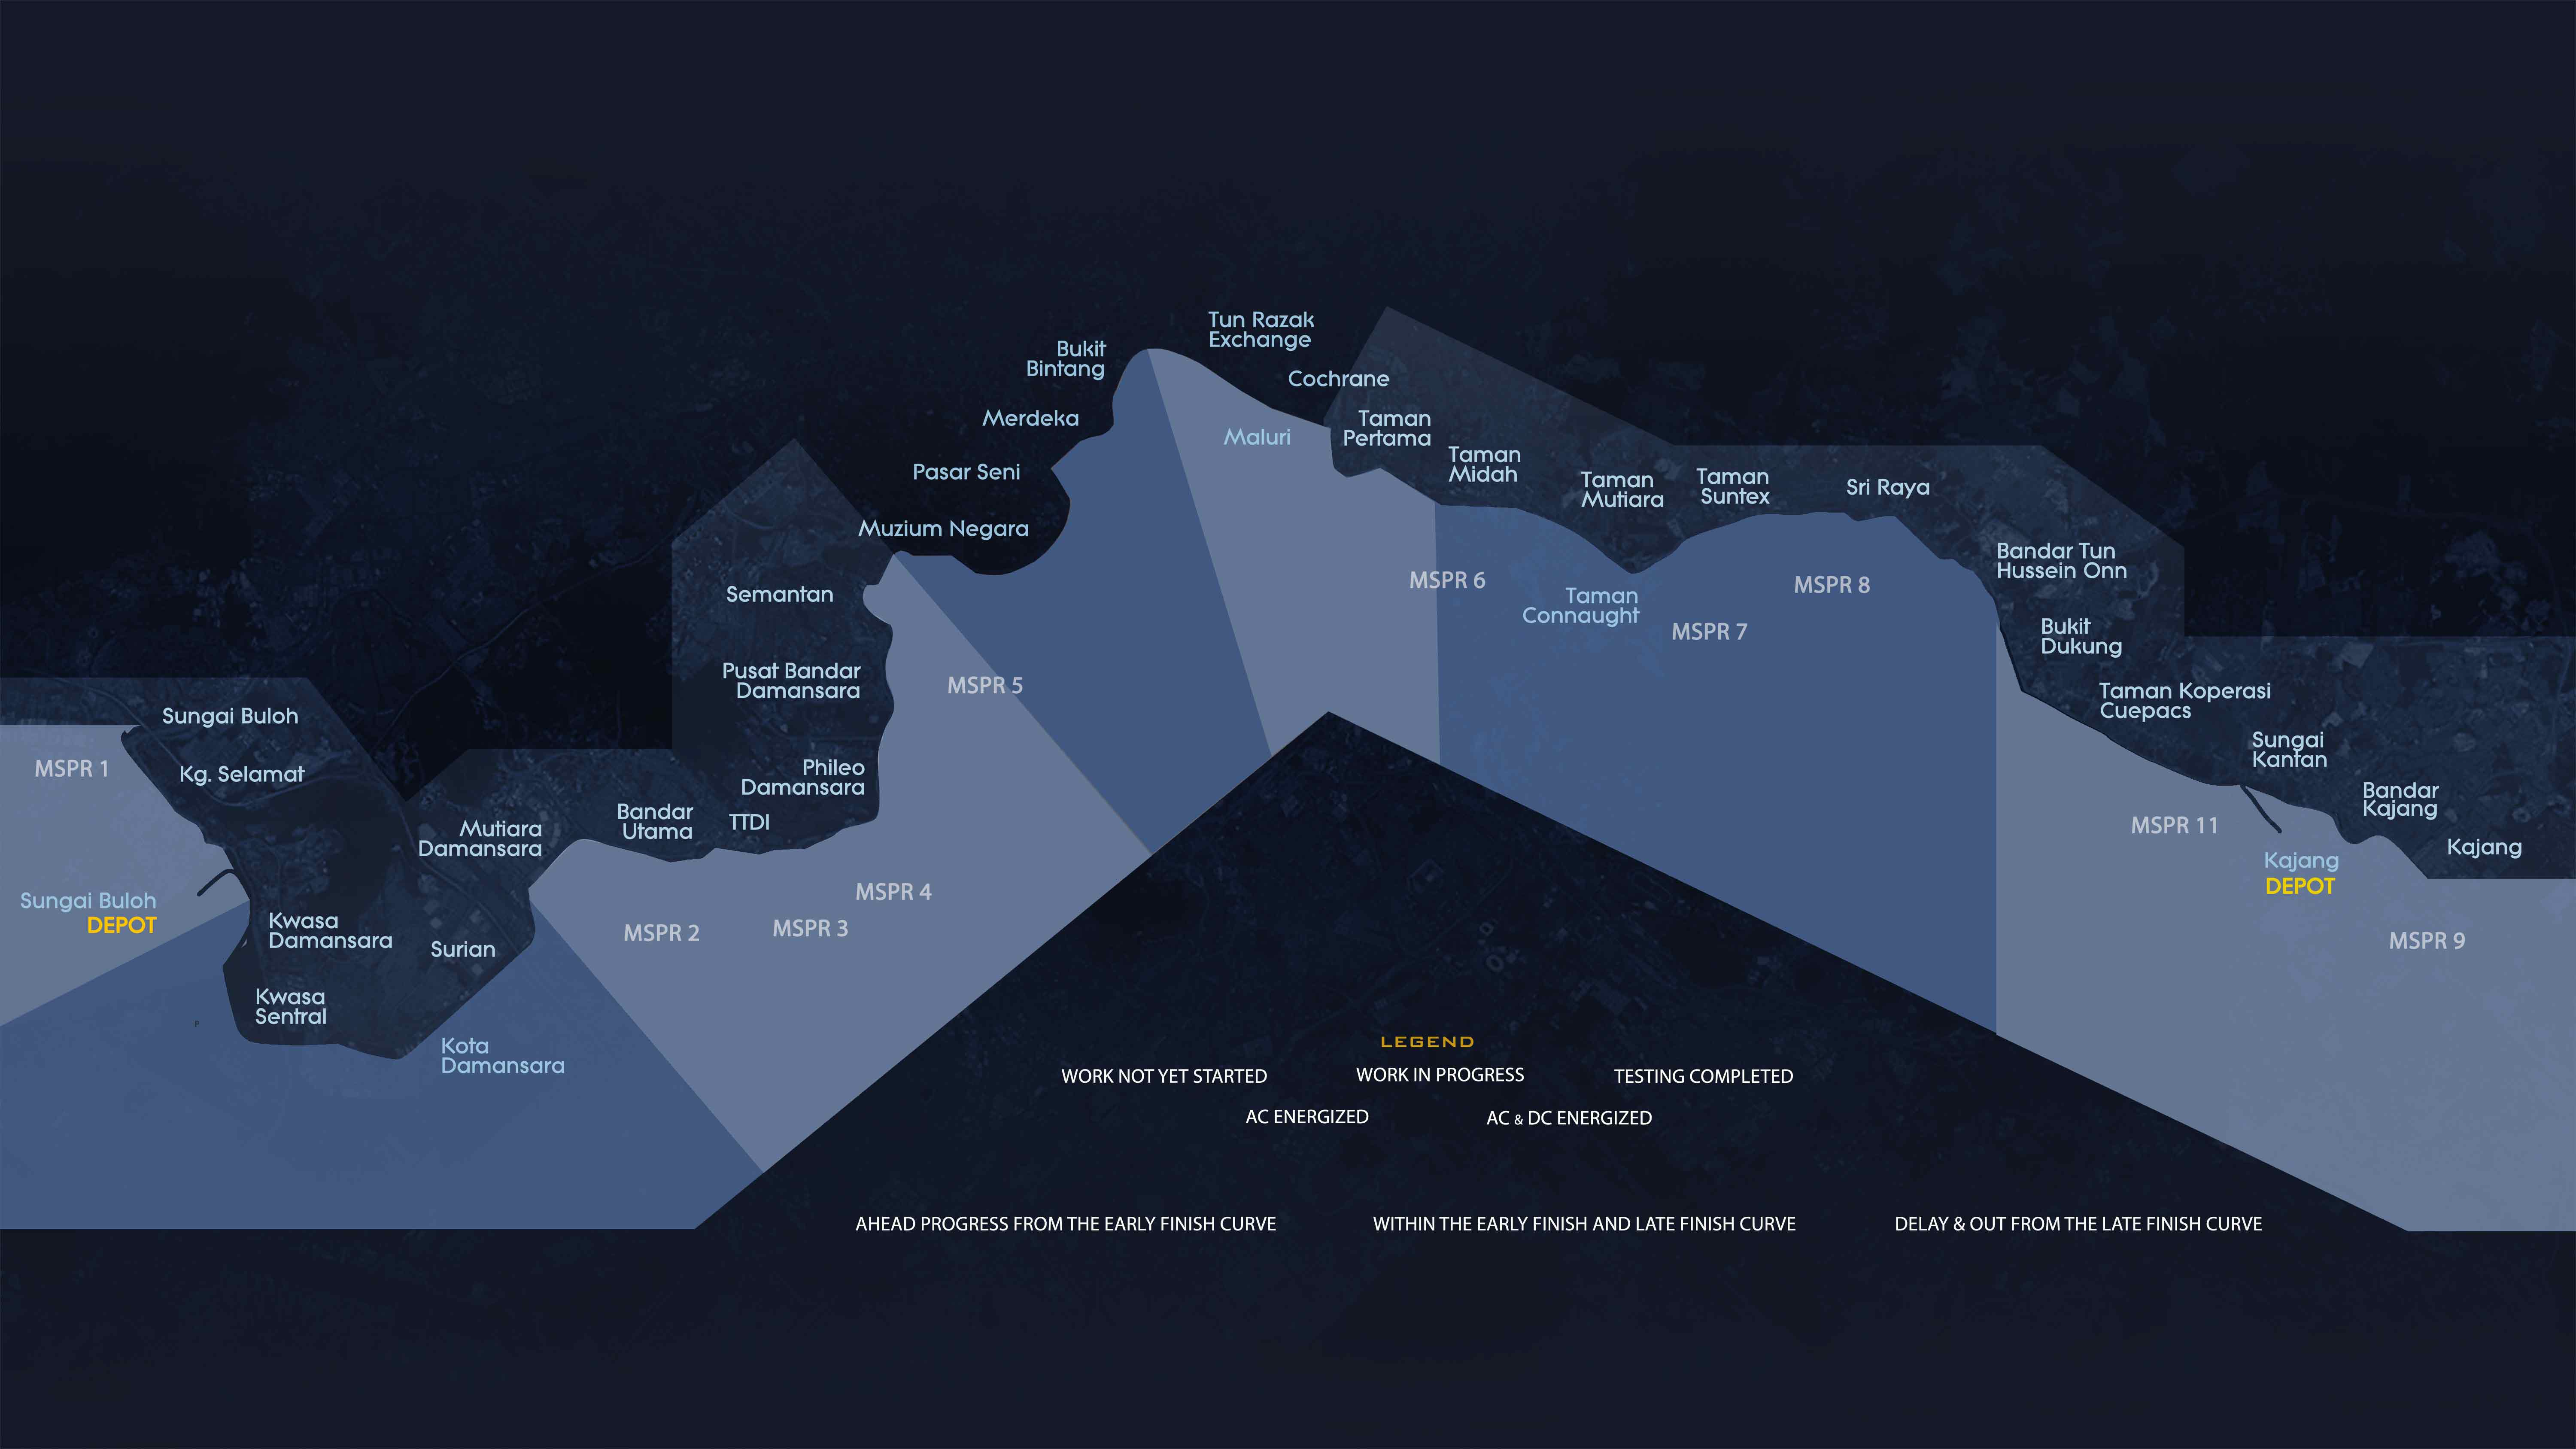 Tun Razak
Exchange
Bukit
Bintang
Cochrane
Merdeka
Taman
Pertama
Maluri
Taman
Midah
Pasar Seni
Taman
Mutiara
Taman
Suntex
Sri Raya
Muzium Negara
Bandar Tun
Hussein Onn
MSPR 6
MSPR 8
Semantan
Taman
Connaught
MSPR 7
Bukit
Dukung
Pusat Bandar
Damansara
MSPR 5
Taman Koperasi
Cuepacs
Sungai Buloh
Sungai
Kantan
MSPR 1
Kg. Selamat
Phileo
Damansara
Bandar
Kajang
Bandar
Utama
TTDI
MSPR 11
Mutiara
Damansara
Kajang
Kajang
DEPOT
MSPR 4
Sungai Buloh
DEPOT
Kwasa
Damansara
Surian
MSPR 2
MSPR 3
MSPR 9
Kwasa
Sentral
P
Kota
Damansara
LEGEND
WORK NOT YET STARTED
WORK IN PROGRESS
TESTING COMPLETED
AC ENERGIZED
AC & DC ENERGIZED
AHEAD PROGRESS FROM THE EARLY FINISH CURVE
WITHIN THE EARLY FINISH AND LATE FINISH CURVE
DELAY & OUT FROM THE LATE FINISH CURVE